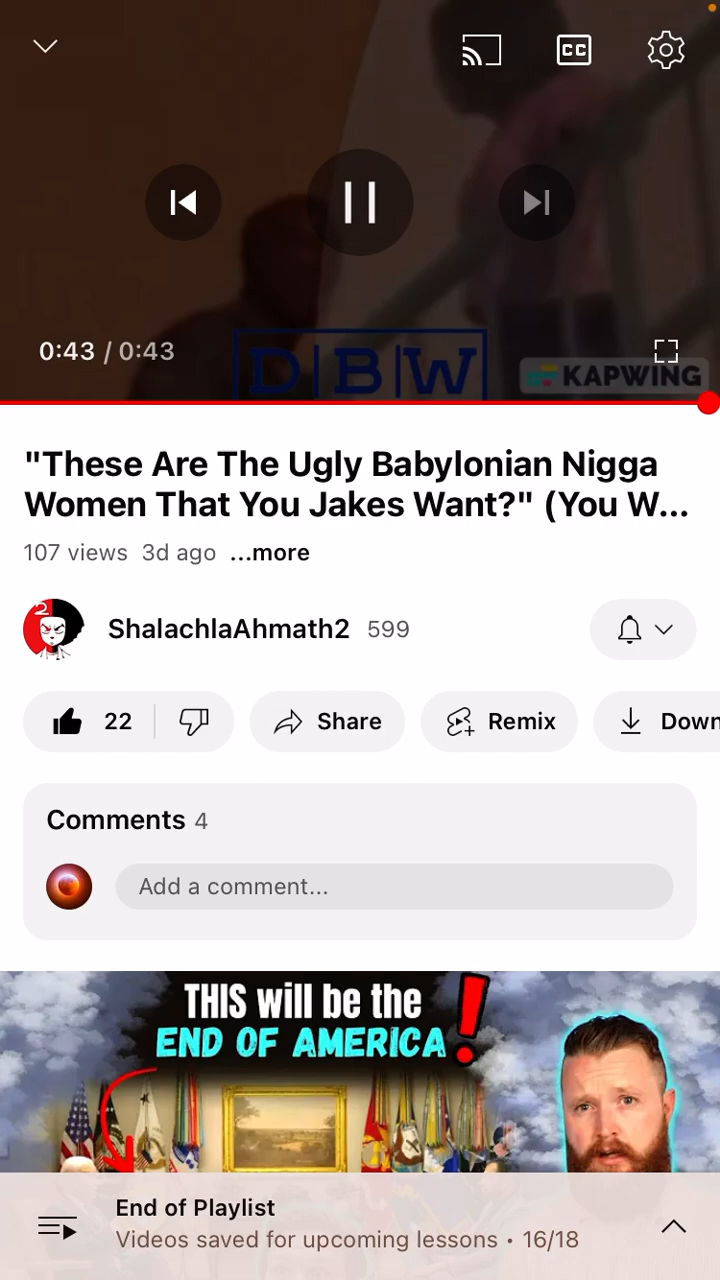 CC
0:43 / 0:43
D|B|W
KAPWING
"These Are The Ugly Babylonian Nigga
Women That You Jakes Want?" (You W...
107 views 3d ago ...more
ShalachlaAhmath2 599
22
Share
Remix
Down
Comments 4
Add a comment...
THIS will be the
END OF AMERICA!
End of Playlist
Videos saved for upcoming lessons • 16/18